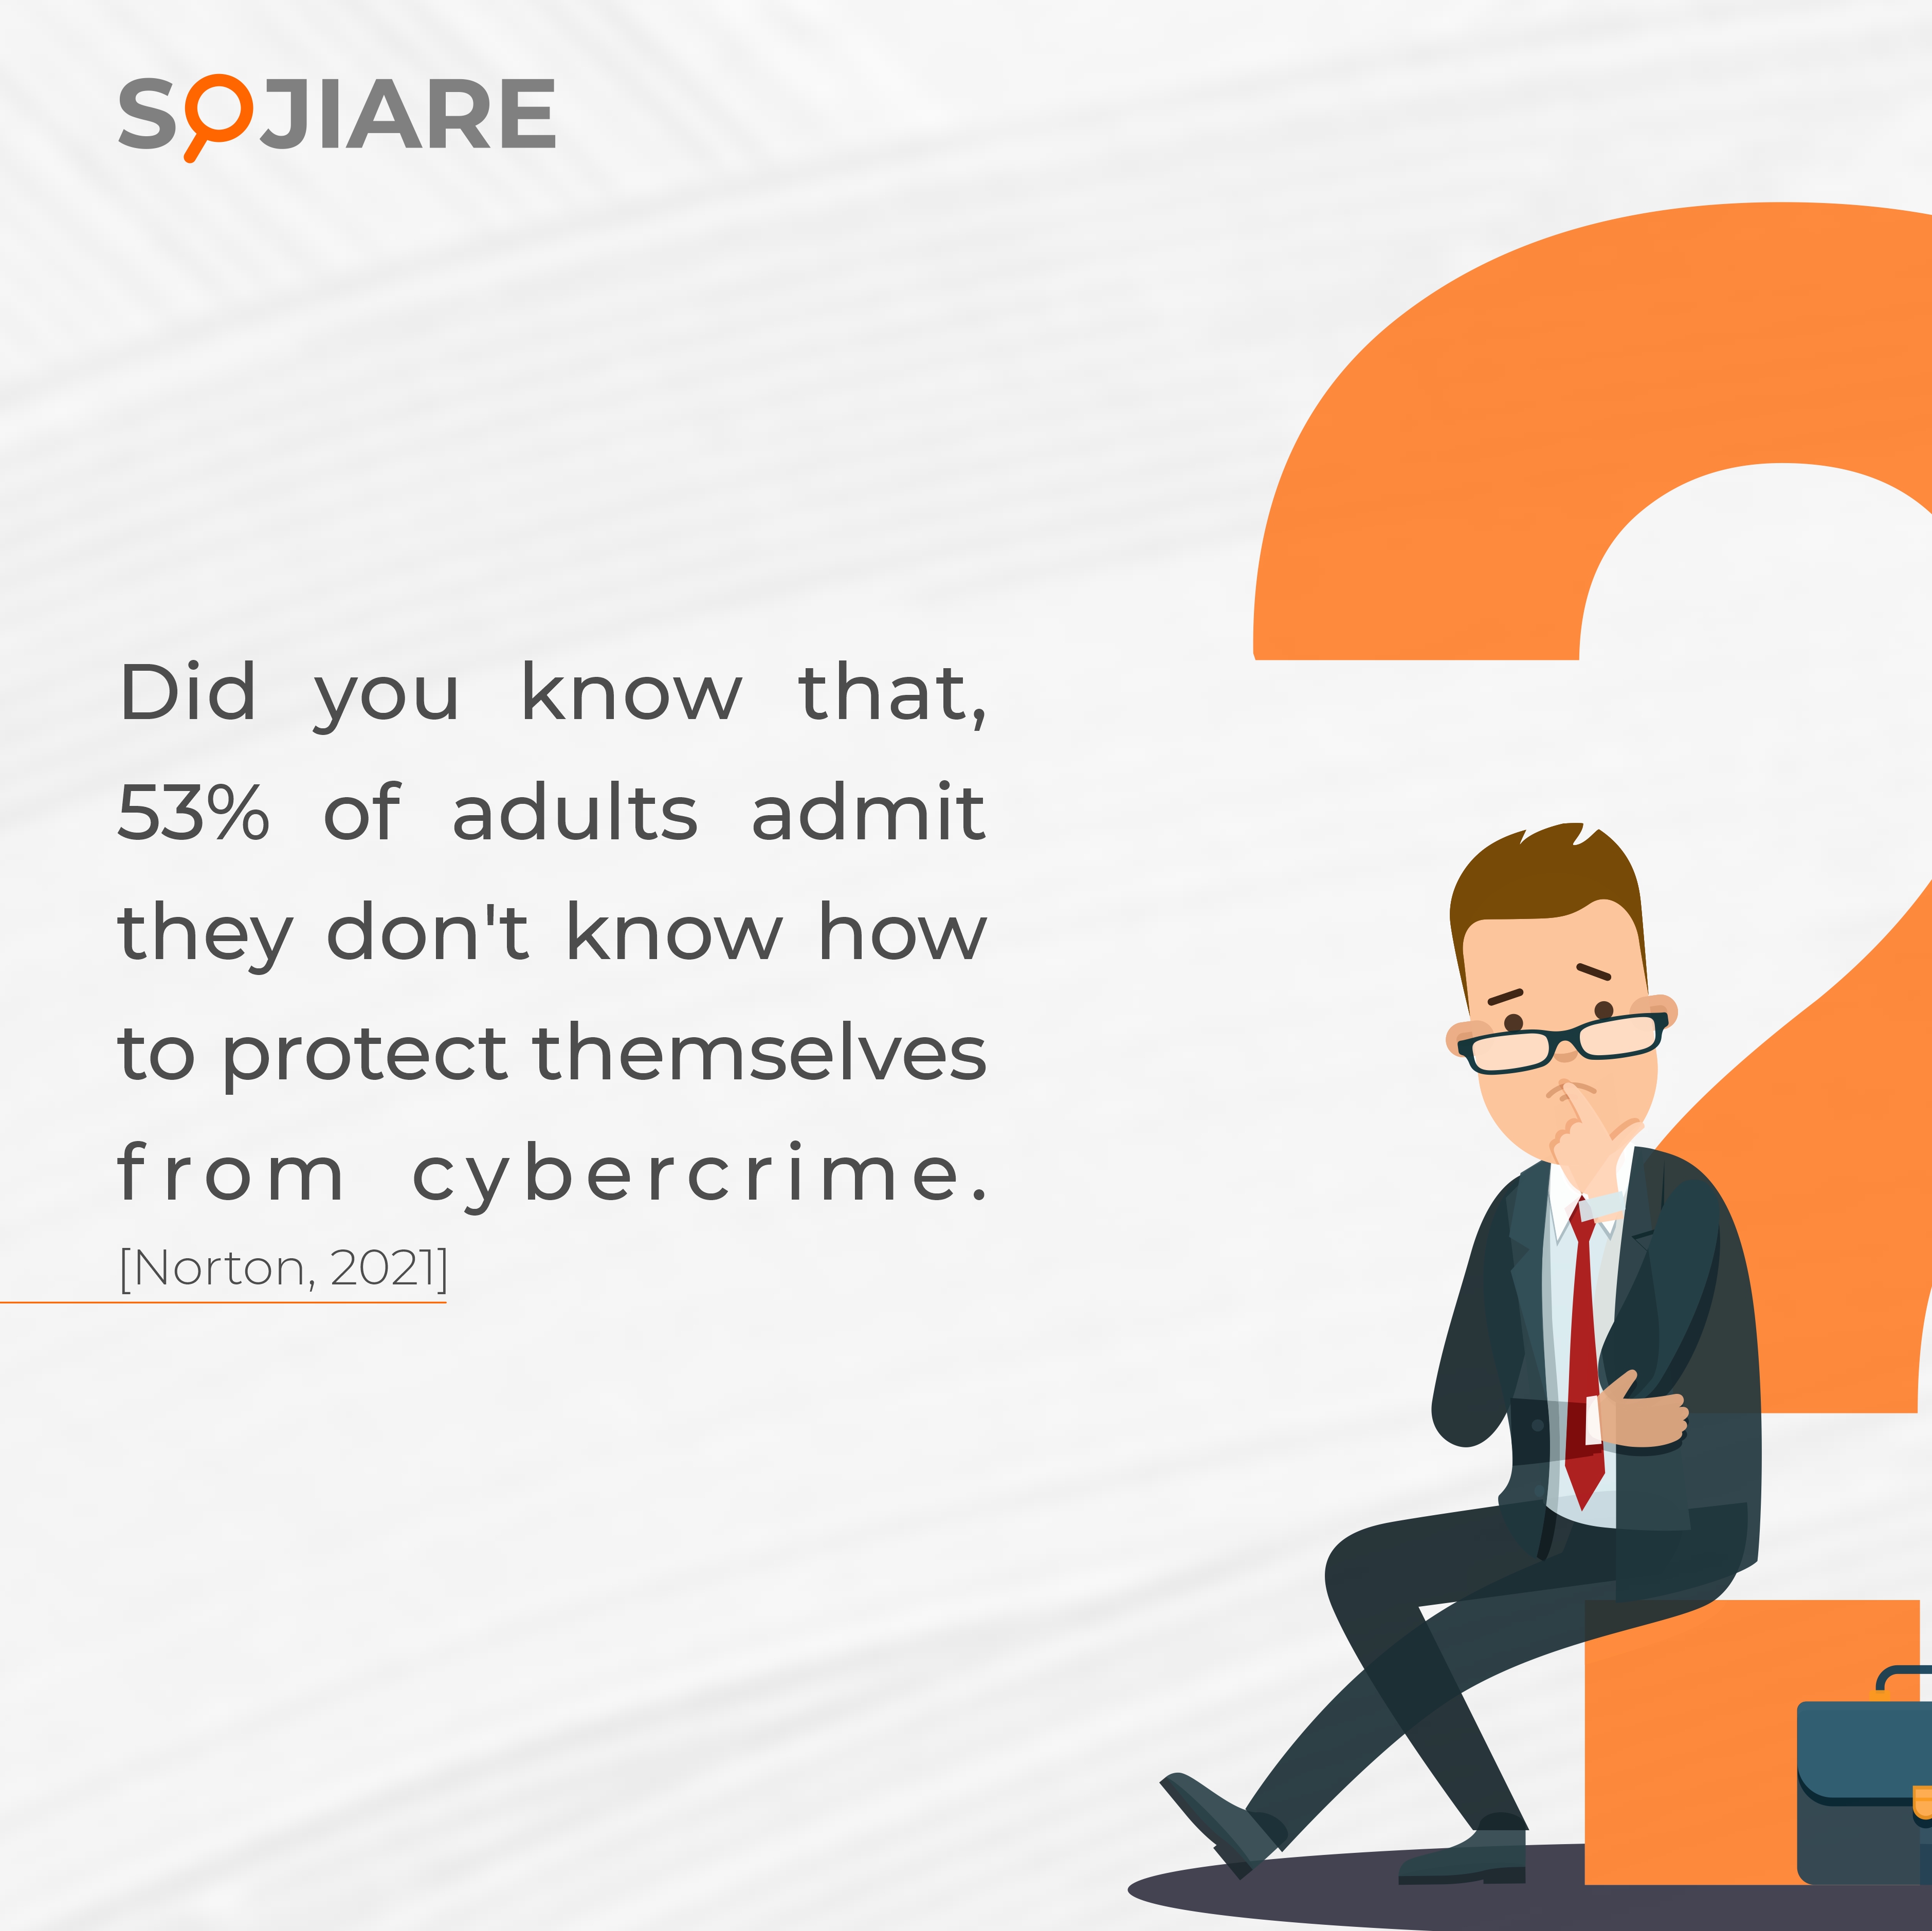 SOJIARE
Did you know that,
53% of adults admit
they don't know how
to protect themselves
from cybercrime.
[Norton, 2021]